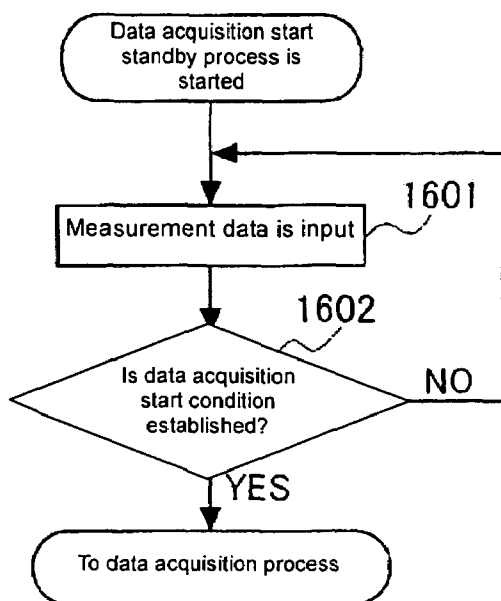 Data acquisition start
standby process is
started
1601
Measurement data is input
1602
Is data acquisition
start condition
established?
NO
YES
To data acquisition process